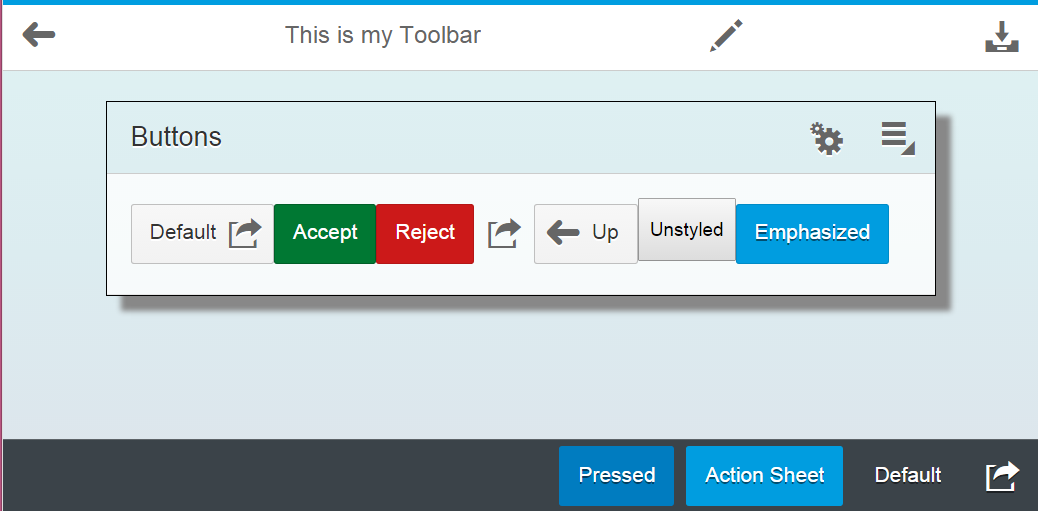 This is my Toolbar
Buttons
Default Accept Reject Up Unstyled Emphasized
Pressed Action Sheet Default